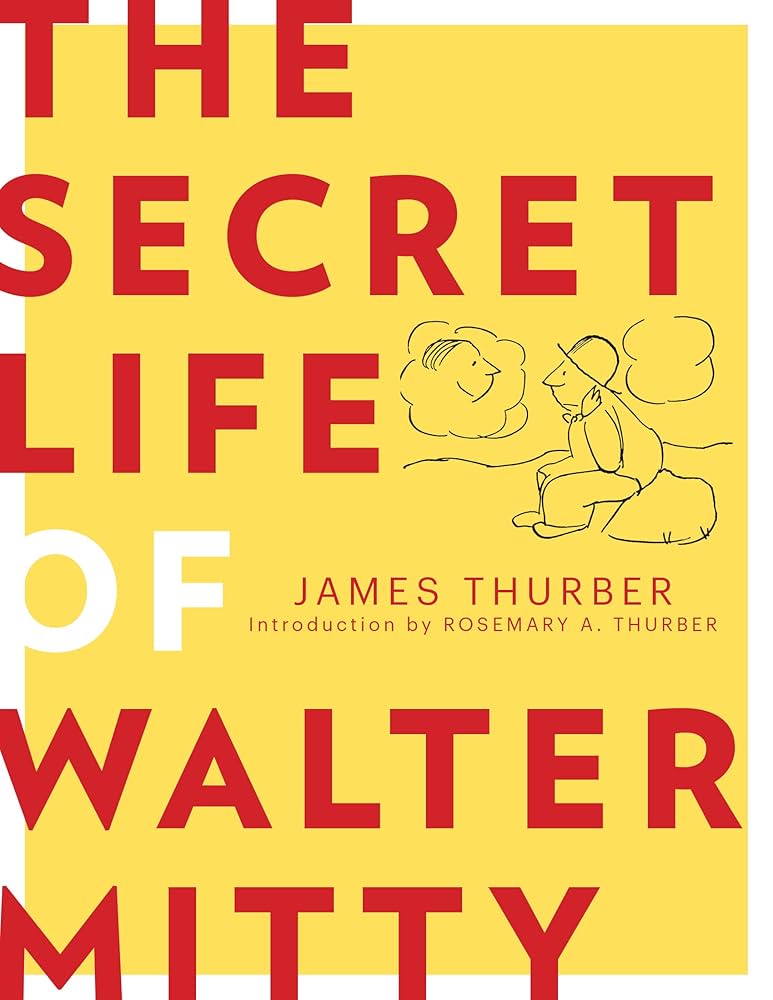 THE
SECRET
LIFE
OF
JAMES THURBER
Introduction by ROSEMARY A. THURBER
WALTER
MITTY